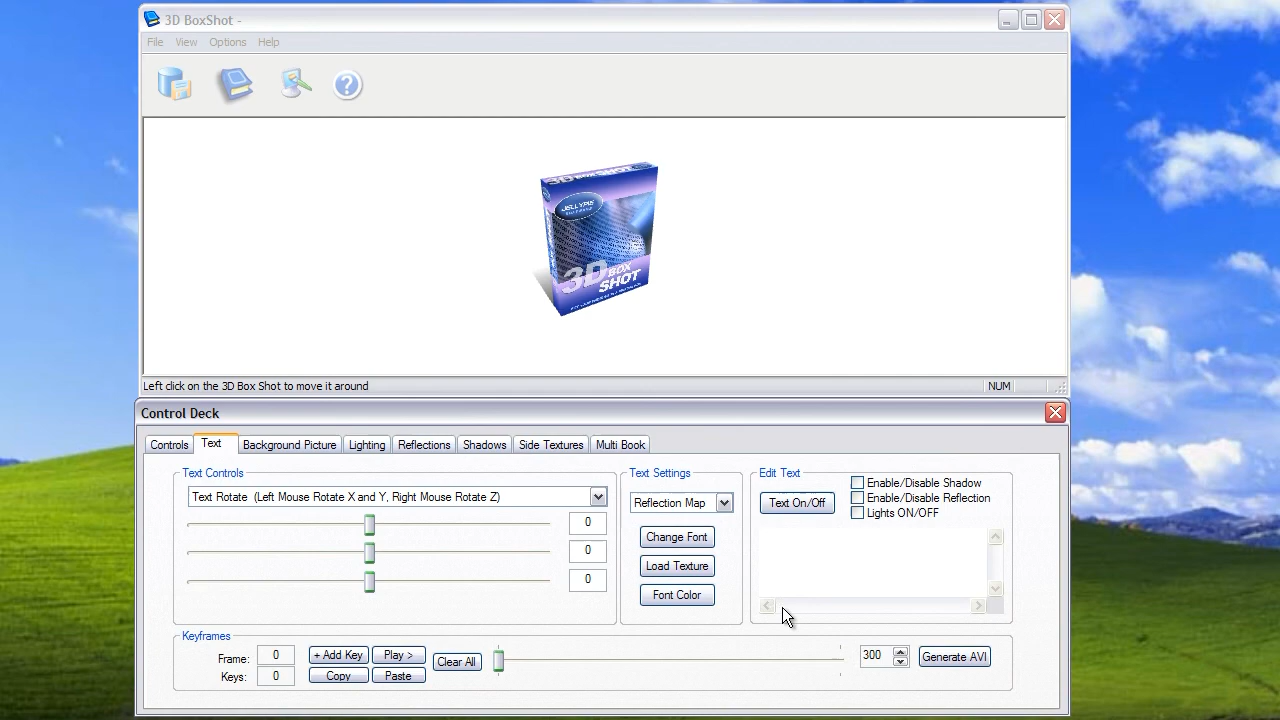 3D BoxShot -
File View Options Help
3D BOX SHOT
JELLYPIE
3D BOX
SHOT
Left click on the 3D Box Shot to move it around
NUM
Control Deck
Controls Text Background Picture Lighting Reflections Shadows Side Textures Multi Book
Text Controls
Text Rotate (Left Mouse Rotate X and Y, Right Mouse Rotate Z)
0
0
0
Text Settings
Reflection Map
Change Font
Load Texture
Font Color
Edit Text
Text On/Off
Enable/Disable Shadow
Enable/Disable Reflection
Lights ON/OFF
Keyframes
Frame: 0 + Add Key Play >
Keys: 0 Copy Paste
Clear All
300
Generate AVI